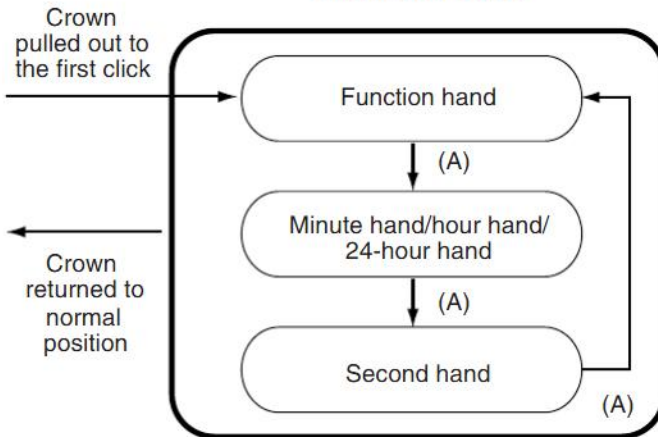 Crown
pulled out to
the first click
Function hand
(A)
Minute hand/hour hand/
24-hour hand
(A)
Crown
returned to
normal
position
Second hand
(A)